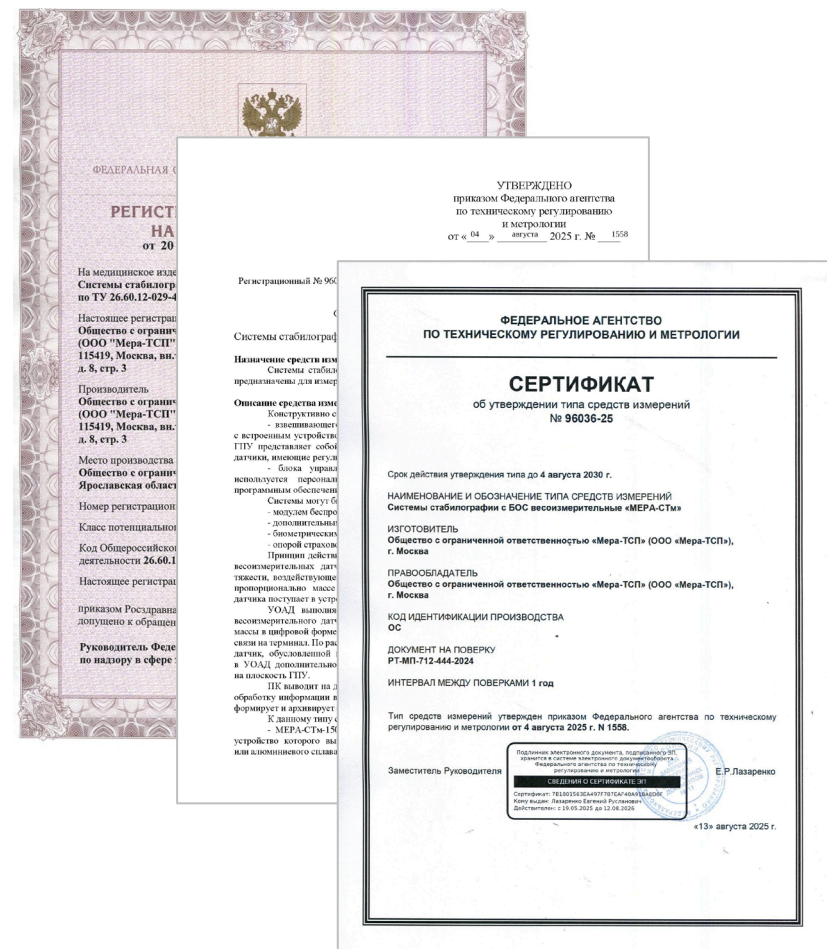 ФЕДЕРАЛЬНАЯ
РЕГИСТ
НА
от 20
На медицинское изде
Системы стабилогр
по ТУ 26.60.12-029-4
Настоящее регистрац
Общество с огранич
(ООО "Мера-ТСП"
115419, Москва, вн.
д. 8, стр. 3
Производитель
Общество с огранич
(ООО "Мера-ТСП"
115419, Москва, вн.
д. 8, стр. 3
Место производства
Общество с огранич
Ярославская област
Номер регистрацион
Класс потенциально
Код Общероссийског
деятельности 26.60.1
Настоящее регистрац
приказом Росздравна
допущено к обращен
Руководитель Феде
по надзору в сфере
УТВЕРЖДЕНО
приказом Федерального агентства
по техническому регулированию
и метрологии
от «04» августа 2025 г. № 1558
Регистрационный № 960
Системы стабилограф
Назначение средств изм
Системы стабил
предназначены для измер
Описание средства изме
Конструктивно с
- взвешивающег
с встроенным устройство
ГПУ представляет собой
датчики, имеющие регул
- блока управл
используется персонал
программным обеспечени
Системы могут б
- модулем беспро
- дополнительны
- биометрическим
- опорой страхово
Принцип действи
весоизмерительных датч
тяжести, воздействующе
пропорционально массе
датчика поступает в устр
УОАД выполня
весоизмерительного датч
массы в цифровой форме
связи на терминал. По рас
датчик, обусловленной
в УОАД дополнительно
на плоскость ГПУ.
ПК выводит на д
обработку информации в
формирует и архивирует
К данному типу с
- МЕРА-СТм-150
устройство которого вы
или алюминиевого сплава
ФЕДЕРАЛЬНОЕ АГЕНТСТВО
ПО ТЕХНИЧЕСКОМУ РЕГУЛИРОВАНИЮ И МЕТРОЛОГИИ
СЕРТИФИКАТ
об утверждении типа средств измерений
№ 96036-25
Срок действия утверждения типа до 4 августа 2030 г.
НАИМЕНОВАНИЕ И ОБОЗНАЧЕНИЕ ТИПА СРЕДСТВ ИЗМЕРЕНИЙ
Системы стабилографии с БОС весоизмерительные «МЕРА-СТм»
ИЗГОТОВИТЕЛЬ
Общество с ограниченной ответственностью «Мера-ТСП» (ООО «Мера-ТСП»),
г. Москва
ПРАВООБЛАДАТЕЛЬ
Общество с ограниченной ответственностью «Мера-ТСП» (ООО «Мера-ТСП»),
г. Москва
КОД ИДЕНТИФИКАЦИИ ПРОИЗВОДСТВА
ОС
ДОКУМЕНТ НА ПОВЕРКУ
РТ-МП-712-444-2024
ИНТЕРВАЛ МЕЖДУ ПОВЕРКАМИ 1 год
Тип средств измерений утвержден приказом Федерального агентства по техническому
регулированию и метрологии от 4 августа 2025 г. N 1558.
Заместитель Руководителя
Подлинник электронного документа, подписанного ЭП,
хранится в системе электронного документооборота
Федерального агентства по техническому
регулированию и метрологии
СВЕДЕНИЯ О СЕРТИФИКАТЕ ЭП
Кому выдан: Лазаренко Евгений Русланович
Действителен: с 19.05.2025 до 12.08.2026
Е.Р.Лазаренко
«13» августа 2025 г.